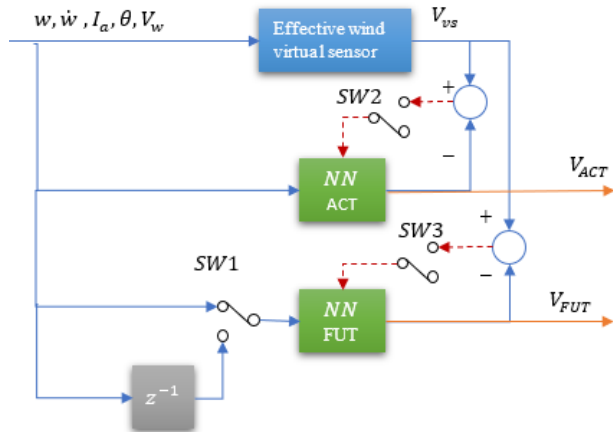 w, ẇ , I_a, θ, V_w
Effective wind
virtual sensor
V_vs
+
−
SW2
NN
ACT
V_ACT
+
−
SW3
SW1
NN
FUT
V_FUT
z^{-1}